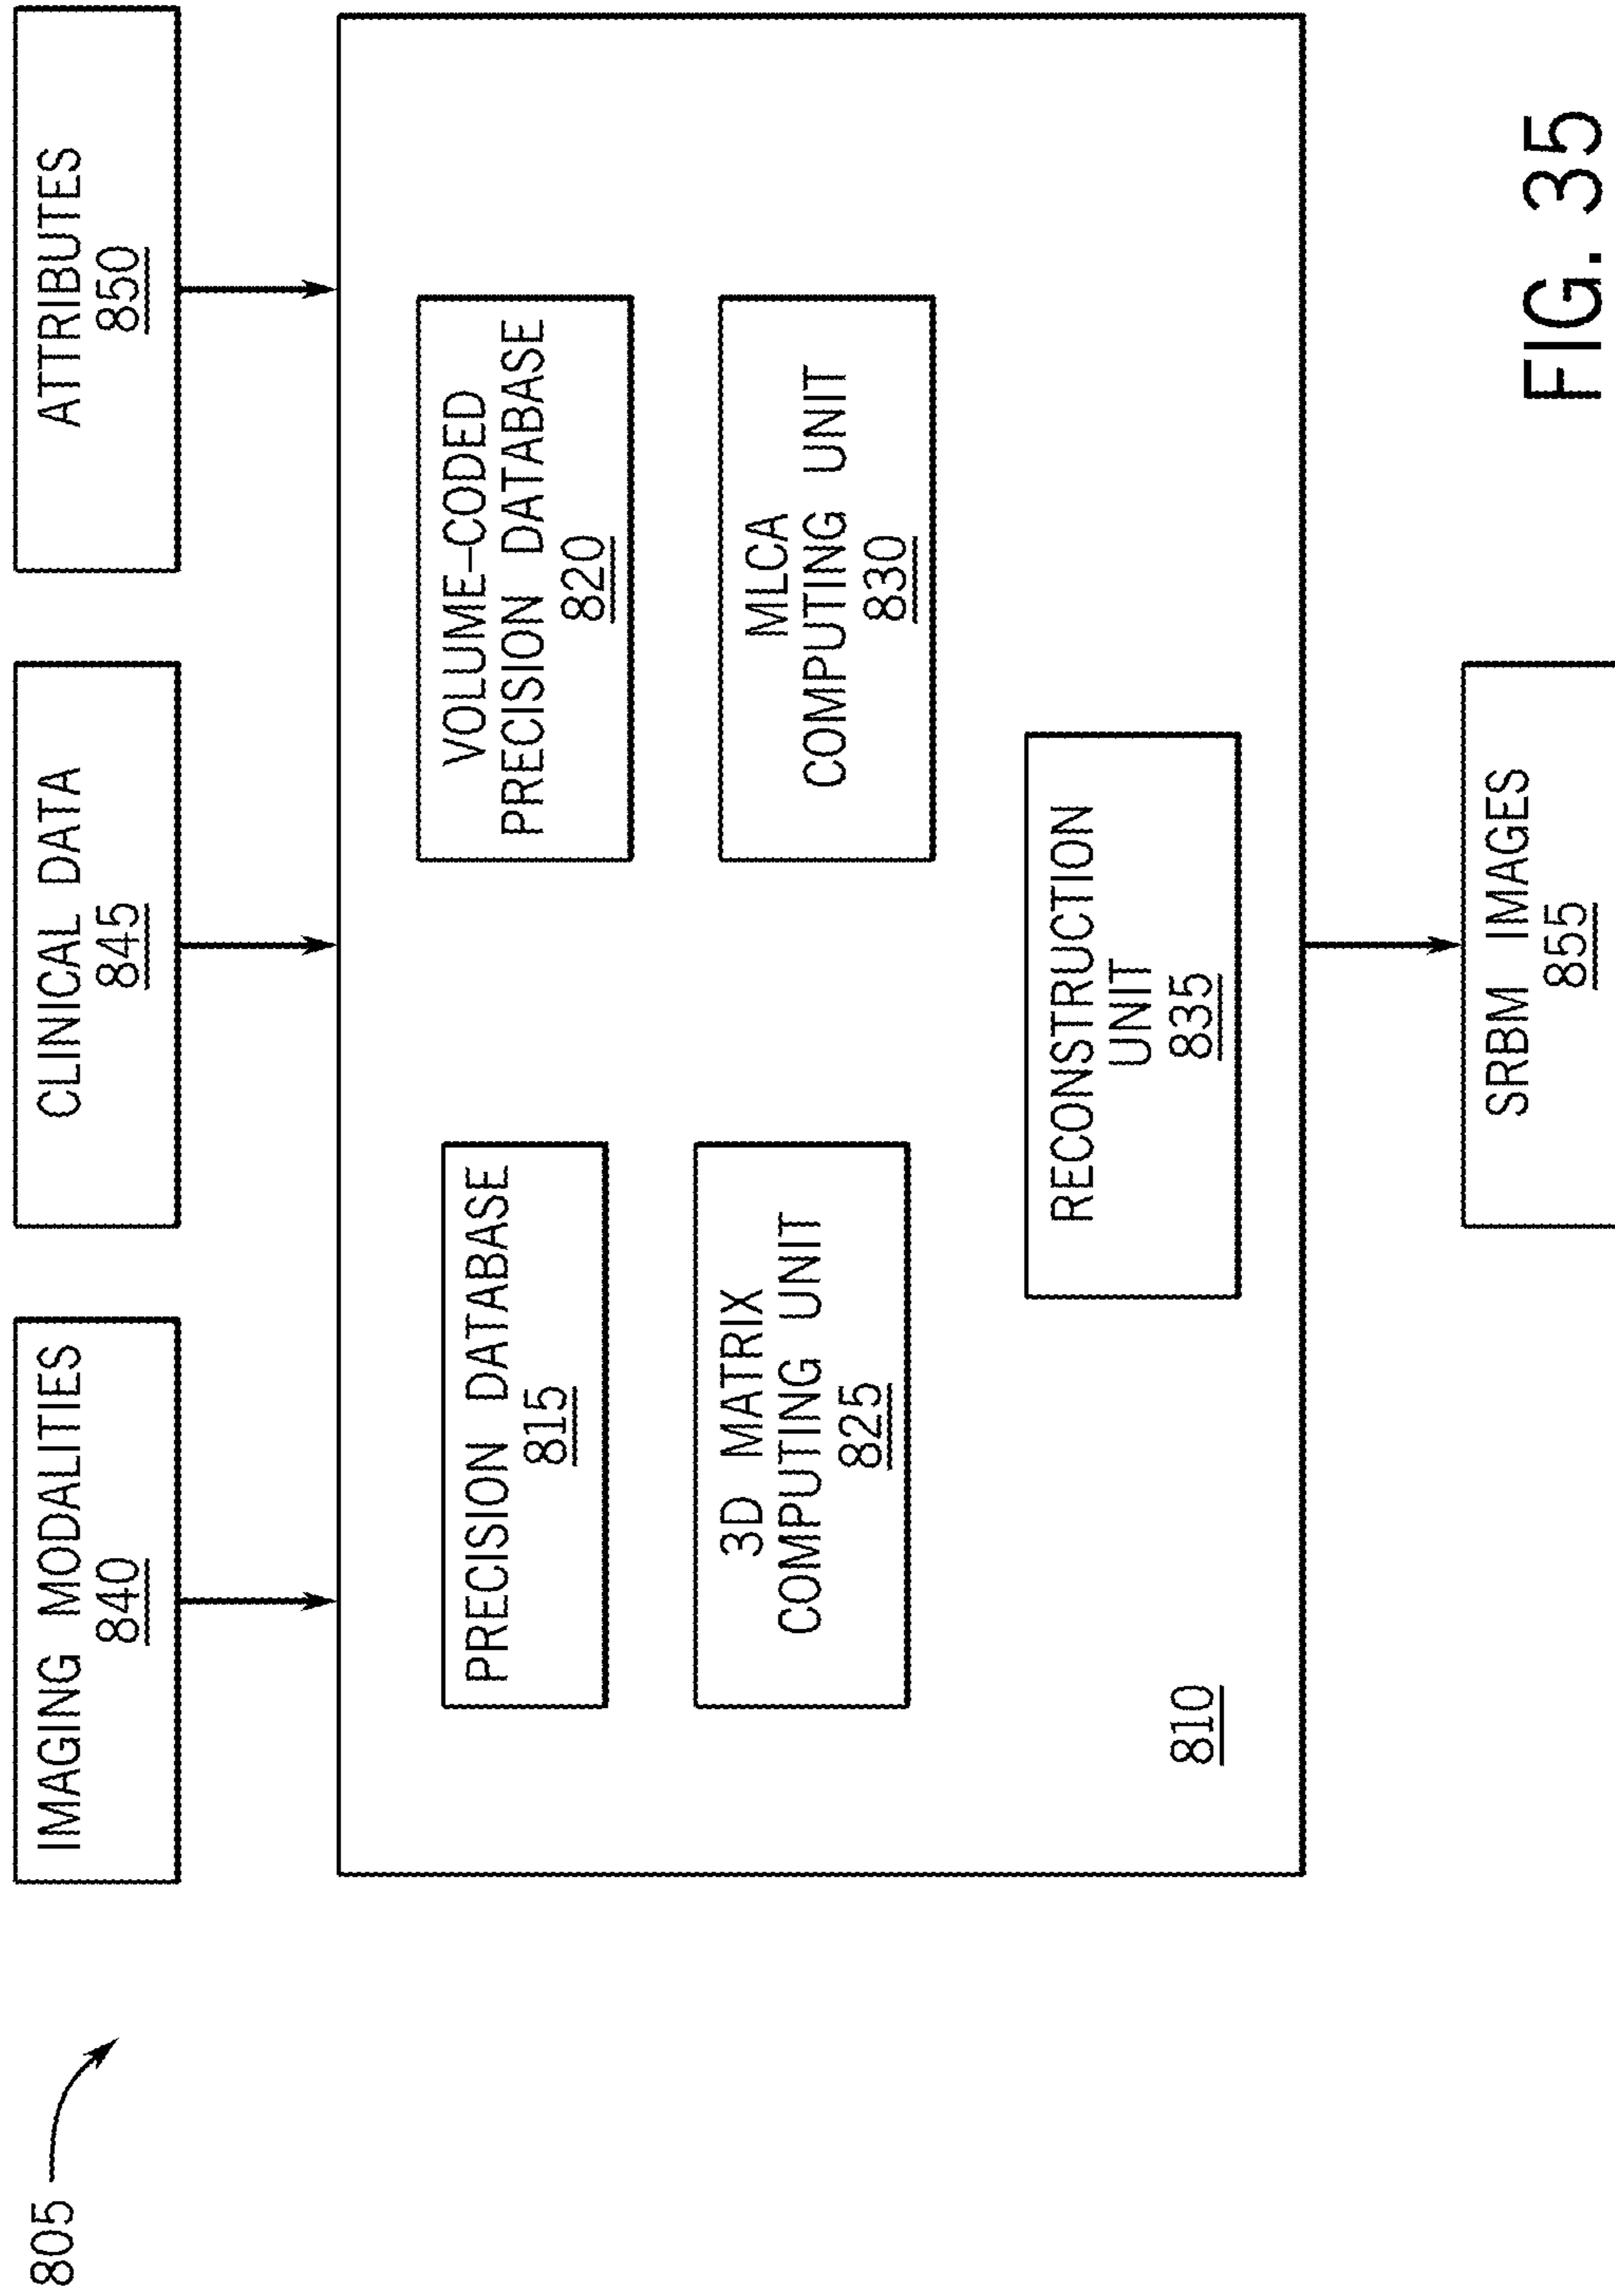 805
IMAGING MODALITIES
840
CLINICAL DATA
845
ATTRIBUTES
850
PRECISION DATABASE
815
VOLUME-CODED
PRECISION DATABASE
820
3D MATRIX
COMPUTING UNIT
825
MLCA
COMPUTING UNIT
830
RECONSTRUCTION
UNIT
835
810
SRBM IMAGES
855
FIG. 35